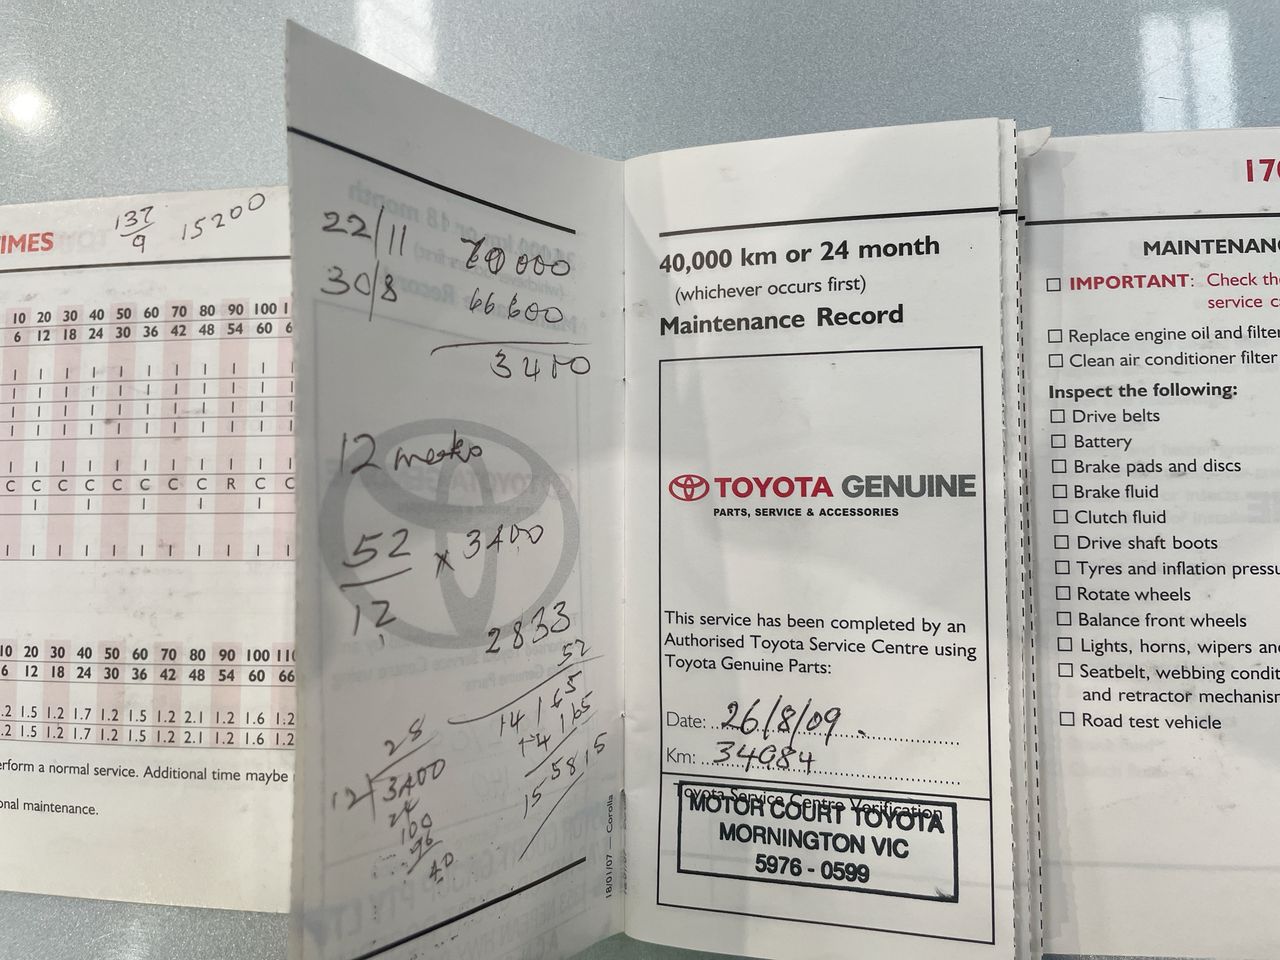 TIMES
137/9 15200
10 20 30 40 50 60 70 80 90 100 1
6 12 18 24 30 36 42 48 54 60 6
I I I I I I I I I I
I I I I I I I I I I
I I I I I I I I I I
I I I I I I I I I I
I I I I I I I I I I
C C C C C C C C R C C
I I I I I
I I I I I I I I I I
10 20 30 40 50 60 70 80 90 100 110
6 12 18 24 30 36 42 48 54 60 66
.2 1.5 1.2 1.7 1.2 1.5 1.2 2.1 1.2 1.6 1.2
.2 1.5 1.2 1.7 1.2 1.5 1.2 2.1 1.2 1.6 1.2
erform a normal service. Additional time maybe
onal maintenance.
22/11 70000
30/8 66600
3400
12 weeks
52/12 x 3400
2833
52
14165
14165
155815
28
12 3400
24
100
96
40
18/01/07 — Corolla
40,000 km or 24 month
(whichever occurs first)
Maintenance Record
TOYOTA GENUINE
PARTS, SERVICE & ACCESSORIES
This service has been completed by an
Authorised Toyota Service Centre using
Toyota Genuine Parts:
Date: 26/8/09
Km: 34084
Toyota Service Centre Verification
MOTOR COURT TOYOTA
MORNINGTON VIC
5976 - 0599
170
MAINTENANC
IMPORTANT: Check the
service c
Replace engine oil and filter
Clean air conditioner filter
Inspect the following:
Drive belts
Battery
Brake pads and discs
Brake fluid
Clutch fluid
Drive shaft boots
Tyres and inflation pressu
Rotate wheels
Balance front wheels
Lights, horns, wipers and
Seatbelt, webbing conditi
and retractor mechanism
Road test vehicle